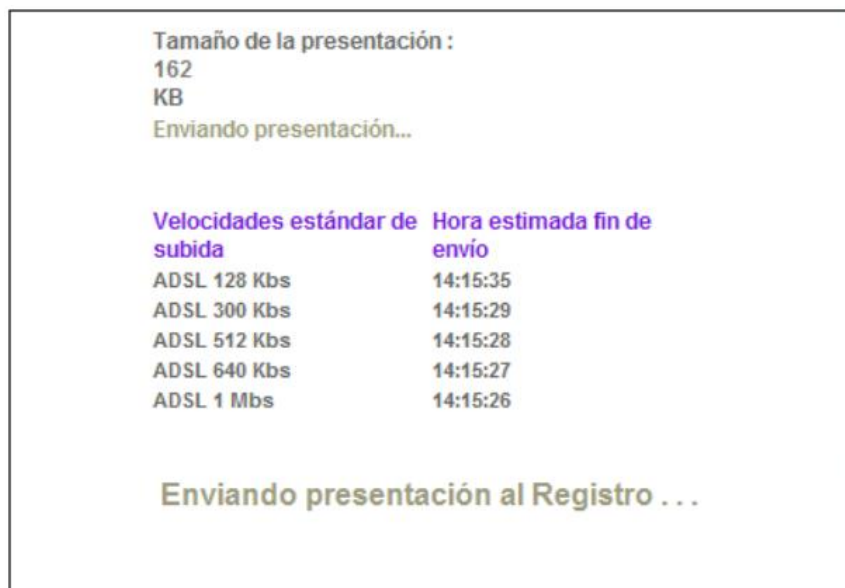 Tamaño de la presentación :
162
KB
Enviando presentación...
Velocidades estándar de subida
Hora estimada fin de envío
ADSL 128 Kbs 14:15:35
ADSL 300 Kbs 14:15:29
ADSL 512 Kbs 14:15:28
ADSL 640 Kbs 14:15:27
ADSL 1 Mbs 14:15:26
Enviando presentación al Registro . . .